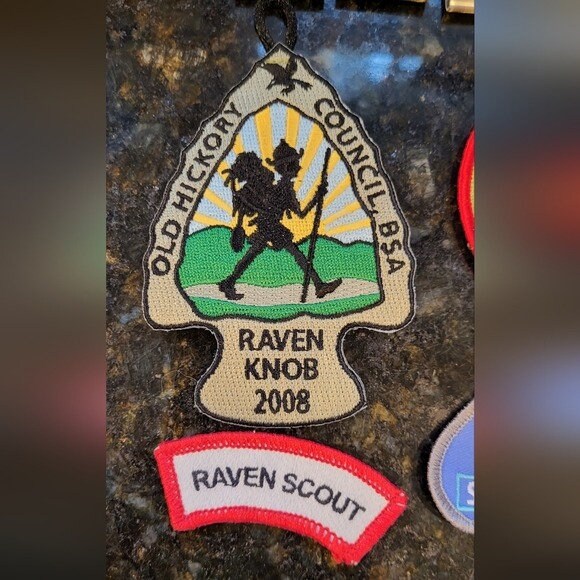 OLD HICKORY COUNCIL, BSA
RAVEN
KNOB
2008
RAVEN SCOUT
S